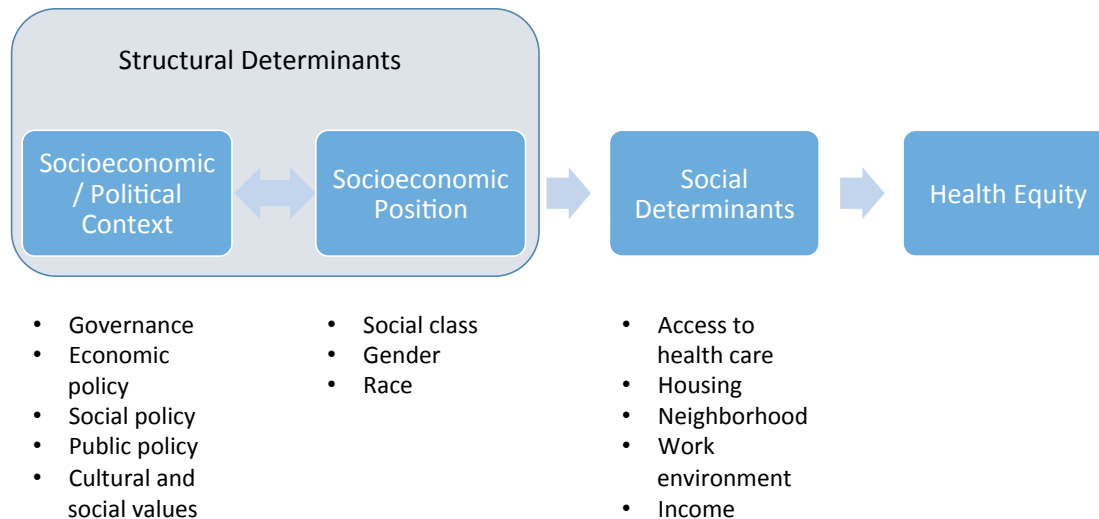 Structural Determinants
Socioeconomic
/ Political
Context
Socioeconomic
Position
Social
Determinants
Health Equity
• Governance
• Economic
policy
• Social policy
• Public policy
• Cultural and
social values
• Social class
• Gender
• Race
• Access to
health care
• Housing
• Neighborhood
• Work
environment
• Income